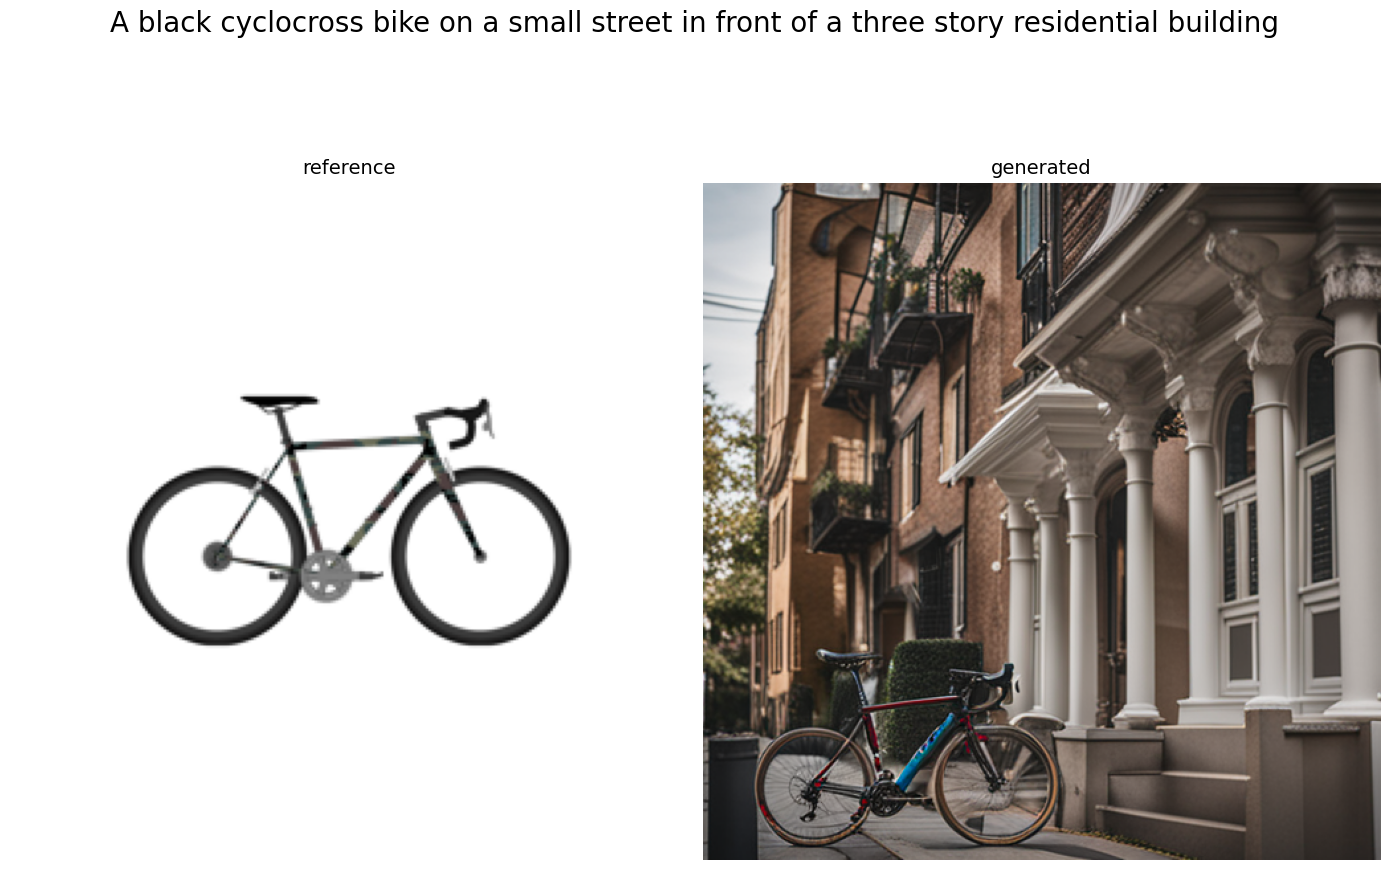 A black cyclocross bike on a small street in front of a three story residential building
reference
generated